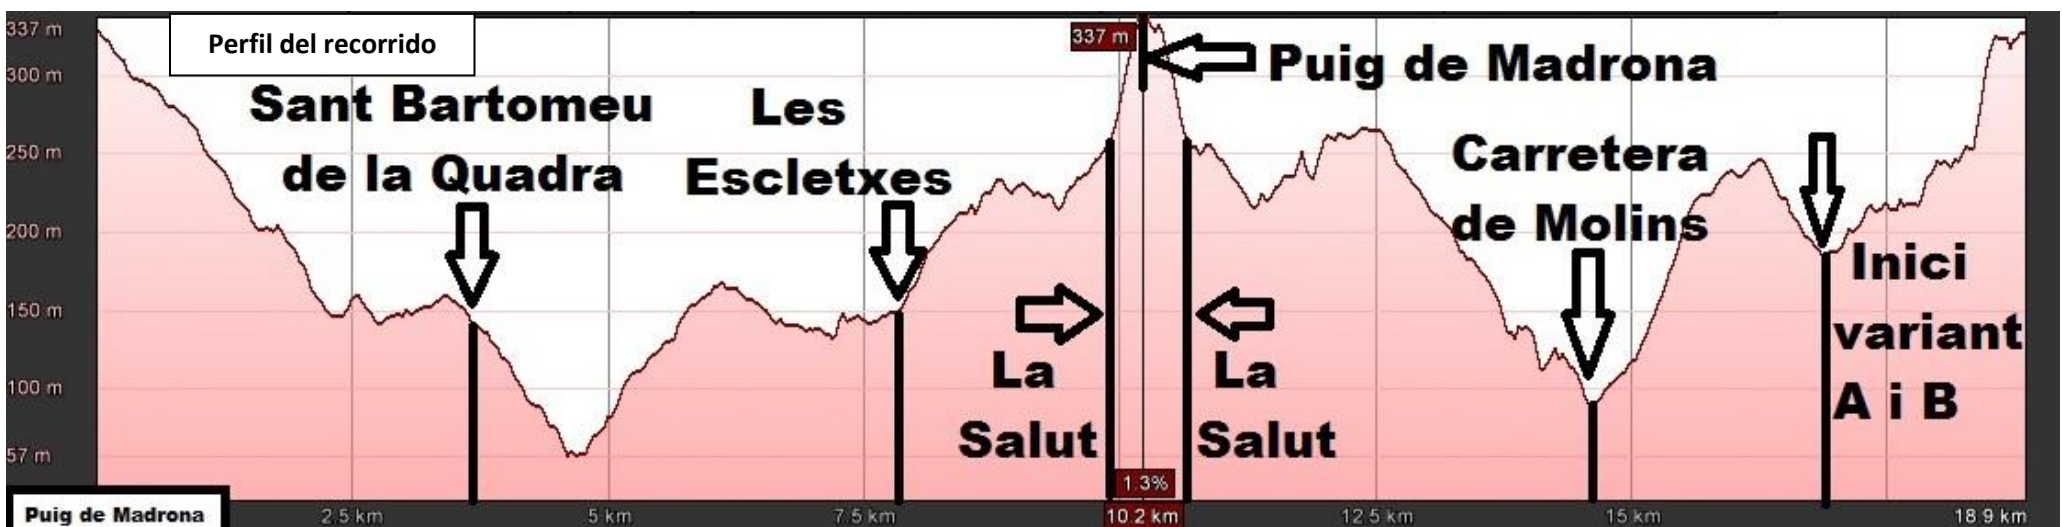 Perfil del recorrido
337 m
300 m
250 m
200 m
150 m
100 m
57 m
Sant Bartomeu
de la Quadra
Les
Escletxes
337 m
Puig de Madrona
Carretera
de Molins
La
Salut
La
Salut
Inici
variant
A i B
1.3%
Puig de Madrona
2.5 km
5 km
7.5 km
10.2 km
12.5 km
15 km
18.9 km